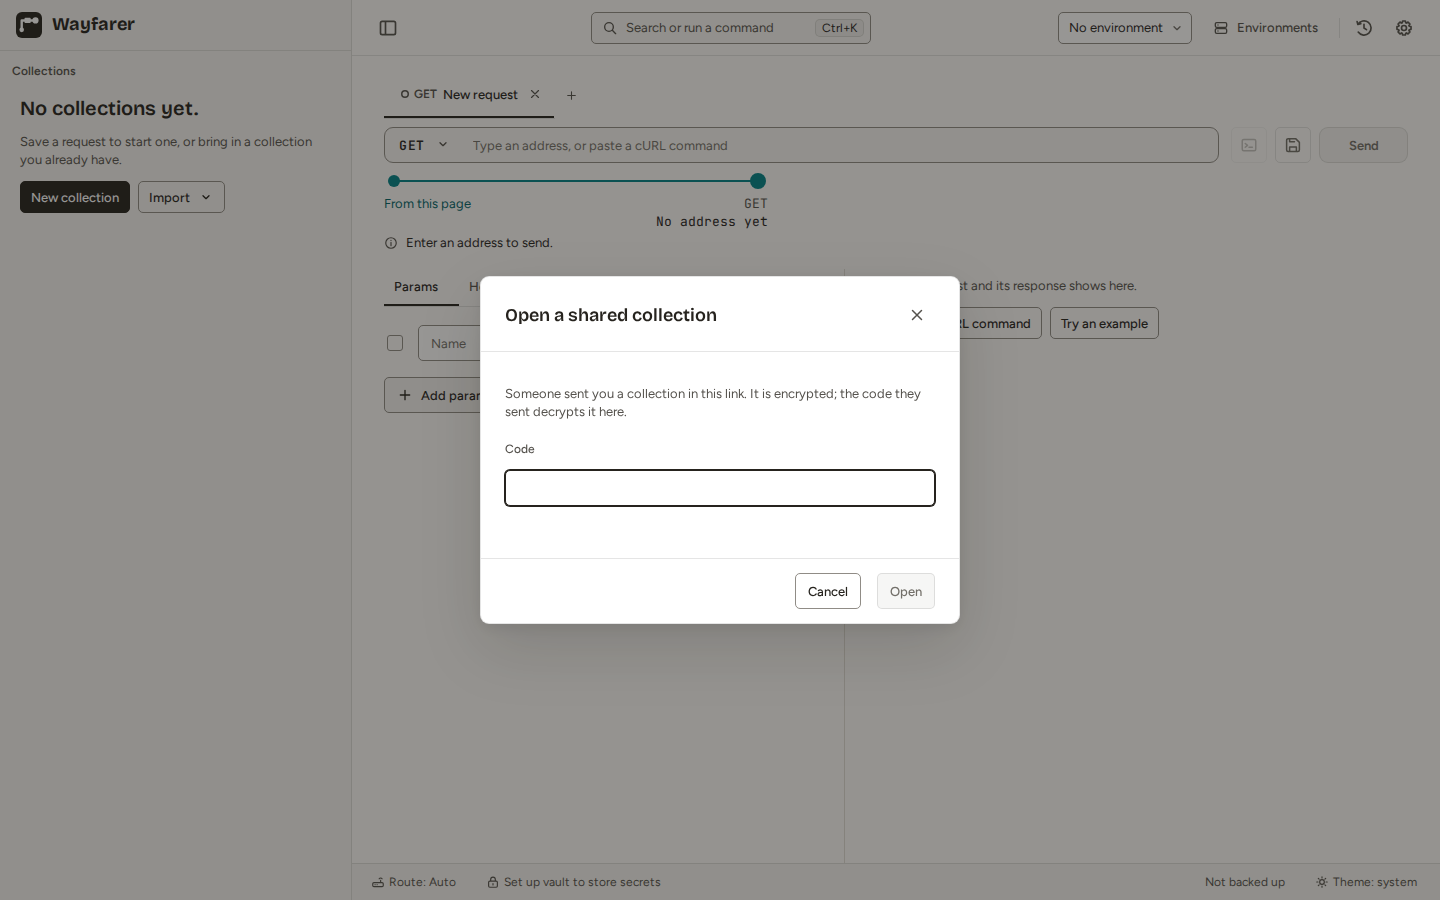 Wayfarer
Search or run a command
Ctrl+K
No environment
Environments
Collections
No collections yet.
Save a request to start one, or bring in a collection
you already have.
New collection
Import
GET New request
GET
Type an address, or paste a cURL command
Send
From this page
GET
No address yet
Enter an address to send.
Params
Name
Add
and its response shows here.
command
Try an example
Open a shared collection
Someone sent you a collection in this link. It is encrypted; the code they
sent decrypts it here.
Code
Cancel
Open
Route: Auto
Set up vault to store secrets
Not backed up
Theme: system